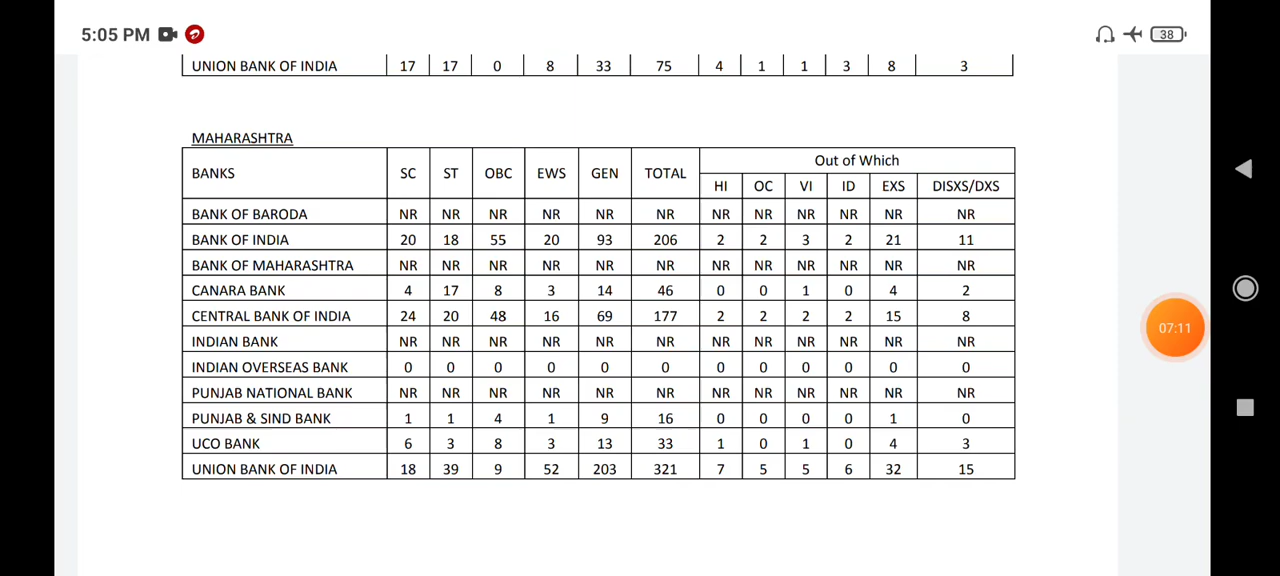 5:05 PM 38
UNION BANK OF INDIA 17 17 0 8 33 75 4 1 1 3 8 3
MAHARASHTRA
BANKS SC ST OBC EWS GEN TOTAL Out of Which
HI OC VI ID EXS DISXS/DXS
BANK OF BARODA NR NR NR NR NR NR NR NR NR NR NR NR
BANK OF INDIA 20 18 55 20 93 206 2 2 3 2 21 11
BANK OF MAHARASHTRA NR NR NR NR NR NR NR NR NR NR NR NR
CANARA BANK 4 17 8 3 14 46 0 0 1 0 4 2
CENTRAL BANK OF INDIA 24 20 48 16 69 177 2 2 2 2 15 8
07:11
INDIAN BANK NR NR NR NR NR NR NR NR NR NR NR NR
INDIAN OVERSEAS BANK 0 0 0 0 0 0 0 0 0 0 0 0
PUNJAB NATIONAL BANK NR NR NR NR NR NR NR NR NR NR NR NR
PUNJAB & SIND BANK 1 1 4 1 9 16 0 0 0 0 1 0
UCO BANK 6 3 8 3 13 33 1 0 1 0 4 3
UNION BANK OF INDIA 18 39 9 52 203 321 7 5 5 6 32 15